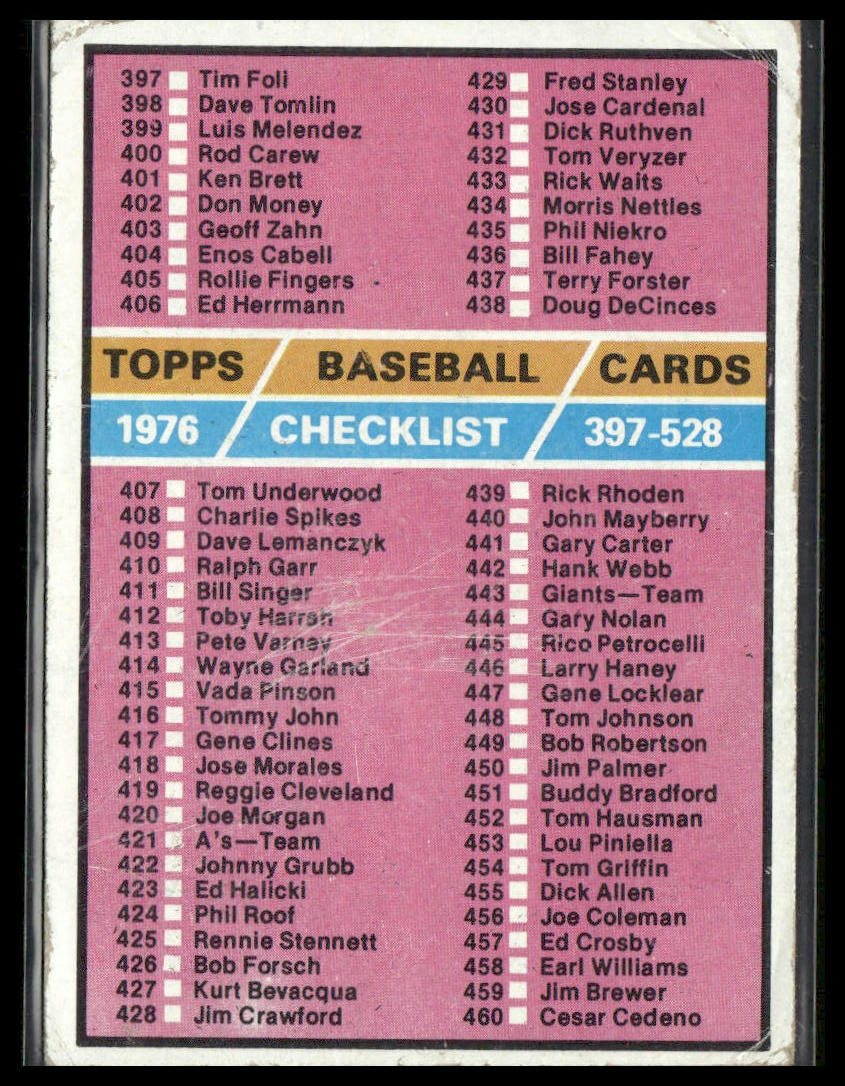 397 Tim Foli
398 Dave Tomlin
399 Luis Melendez
400 Rod Carew
401 Ken Brett
402 Don Money
403 Geoff Zahn
404 Enos Cabell
405 Rollie Fingers
406 Ed Herrmann
429 Fred Stanley
430 Jose Cardenal
431 Dick Ruthven
432 Tom Veryzer
433 Rick Waits
434 Morris Nettles
435 Phil Niekro
436 Bill Fahey
437 Terry Forster
438 Doug DeCinces
TOPPS BASEBALL CARDS
1976 CHECKLIST 397-528
407 Tom Underwood
408 Charlie Spikes
409 Dave Lemanczyk
410 Ralph Garr
411 Bill Singer
412 Toby Harrah
413 Pete Varney
414 Wayne Garland
415 Vada Pinson
416 Tommy John
417 Gene Clines
418 Jose Morales
419 Reggie Cleveland
420 Joe Morgan
421 A's—Team
422 Johnny Grubb
423 Ed Halicki
424 Phil Roof
425 Rennie Stennett
426 Bob Forsch
427 Kurt Bevacqua
428 Jim Crawford
439 Rick Rhoden
440 John Mayberry
441 Gary Carter
442 Hank Webb
443 Giants—Team
444 Gary Nolan
445 Rico Petrocelli
446 Larry Haney
447 Gene Locklear
448 Tom Johnson
449 Bob Robertson
450 Jim Palmer
451 Buddy Bradford
452 Tom Hausman
453 Lou Piniella
454 Tom Griffin
455 Dick Allen
456 Joe Coleman
457 Ed Crosby
458 Earl Williams
459 Jim Brewer
460 Cesar Cedeno